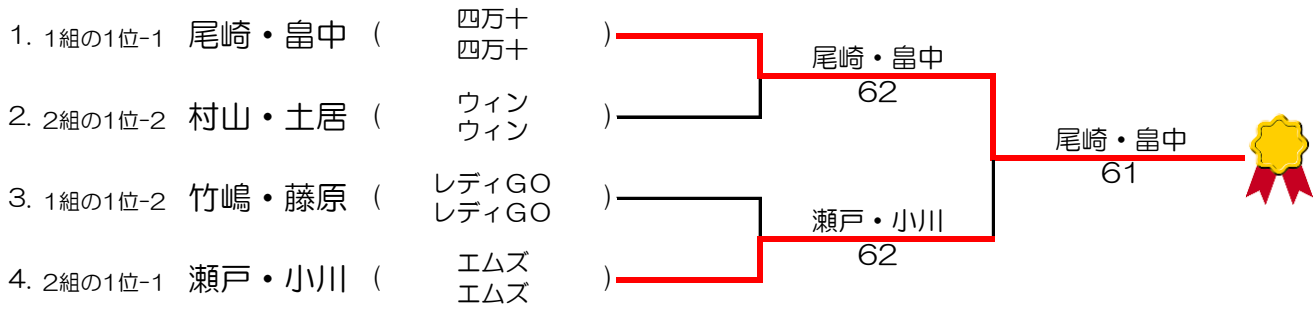 1. 1組の1位-1 尾崎・畠中 ( 四万十 四万十 )
尾崎・畠中
62
2. 2組の1位-2 村山・土居 ( ウィン ウィン )
尾崎・畠中
61
3. 1組の1位-2 竹嶋・藤原 ( レディGO レディGO )
瀬戸・小川
62
4. 2組の1位-1 瀬戸・小川 ( エムズ エムズ )